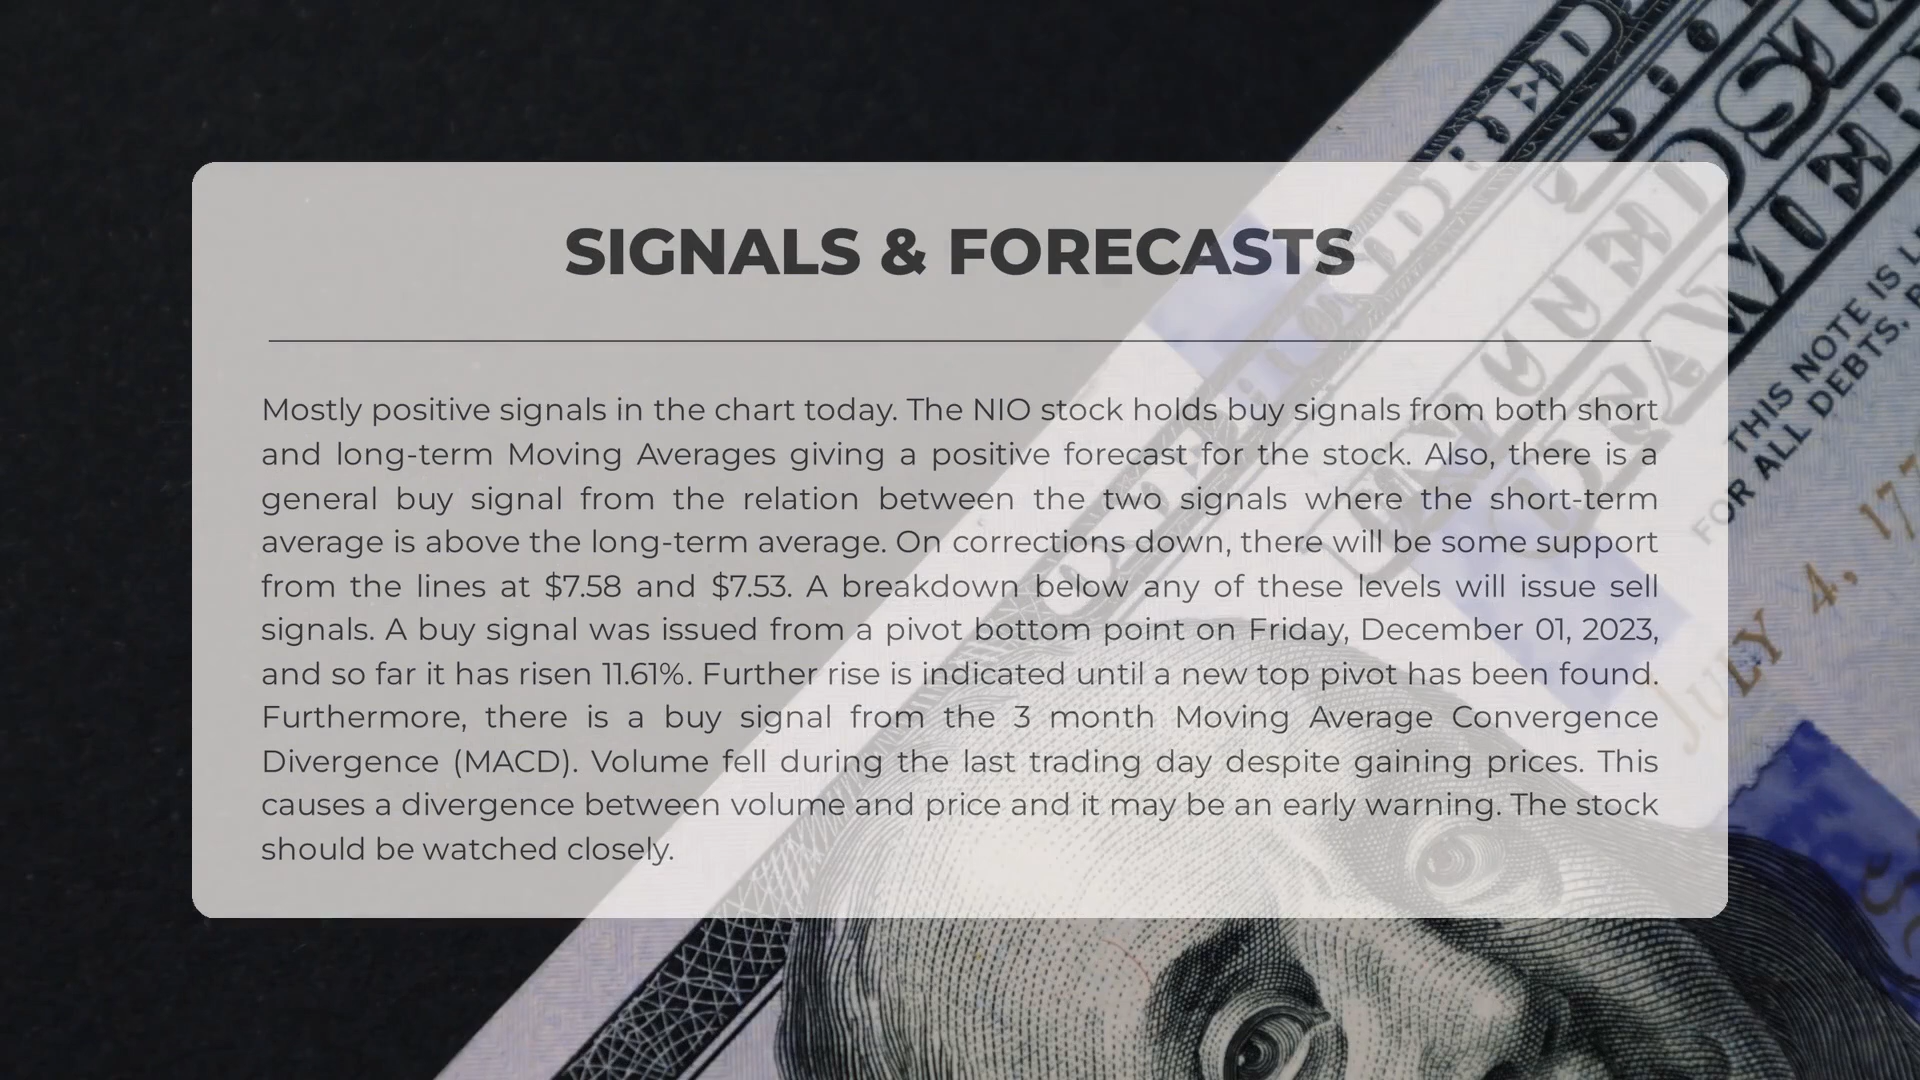 SIGNALS & FORECASTS
Mostly positive signals in the chart today. The NIO stock holds buy signals from both short
and long-term Moving Averages giving a positive forecast for the stock. Also, there is a
general buy signal from the relation between the two signals where the short-term
average is above the long-term average. On corrections down, there will be some support
from the lines at $7.58 and $7.53. A breakdown below any of these levels will issue sell
signals. A buy signal was issued from a pivot bottom point on Friday, December 01, 2023,
and so far it has risen 11.61%. Further rise is indicated until a new top pivot has been found.
Furthermore, there is a buy signal from the 3 month Moving Average Convergence
Divergence (MACD). Volume fell during the last trading day despite gaining prices. This
causes a divergence between volume and price and it may be an early warning. The stock
should be watched closely.
THIS NOTE IS
FOR ALL DEBTS,
JULY 4,